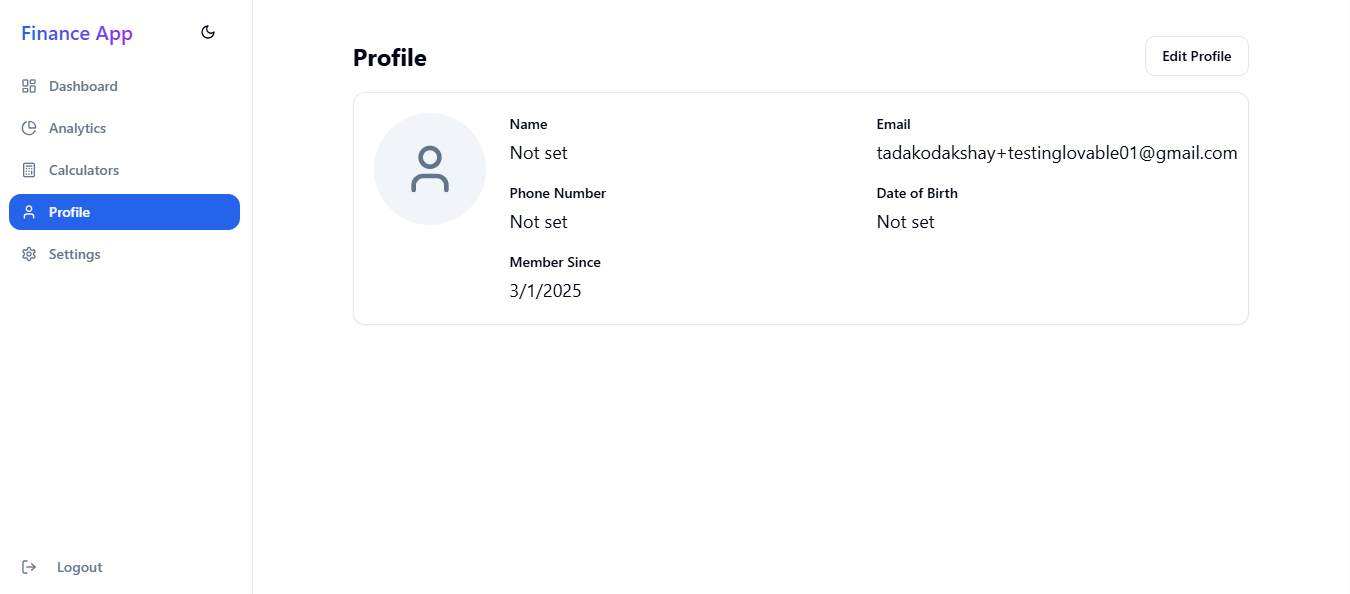 Finance App
Dashboard
Analytics
Calculators
Profile
Settings
Logout
Profile
Edit Profile
Name
Not set
Email
tadakodakshay+testinglovable01@gmail.com
Phone Number
Not set
Date of Birth
Not set
Member Since
3/1/2025